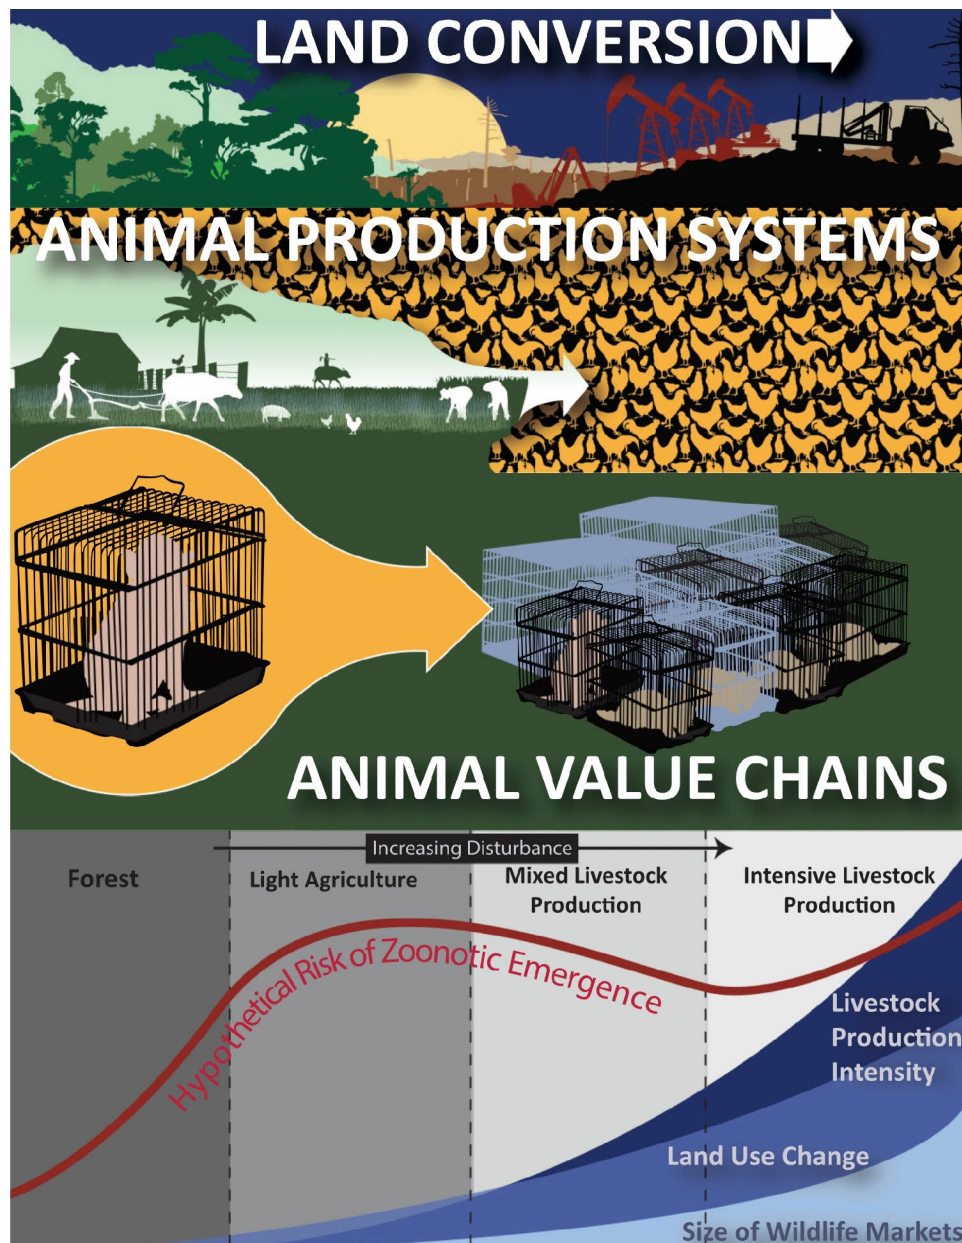 LAND CONVERSION
ANIMAL PRODUCTION SYSTEMS
ANIMAL VALUE CHAINS
Increasing Disturbance
Forest
Light Agriculture
Mixed Livestock
Production
Intensive Livestock
Production
Hypothetical Risk of Zoonotic Emergence
Livestock
Production
Intensity
Land Use Change
Size of Wildlife Markets